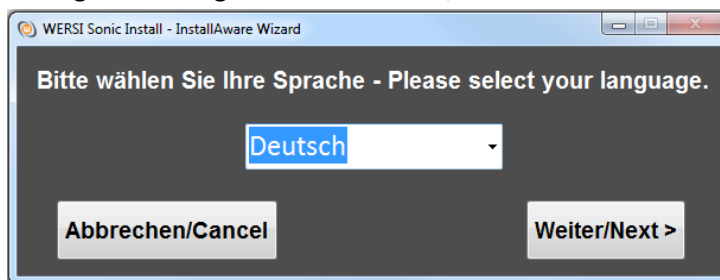 WERSI Sonic Install - InstallAware Wizard
Bitte wählen Sie Ihre Sprache - Please select your language.
Deutsch
Abbrechen/Cancel
Weiter/Next >